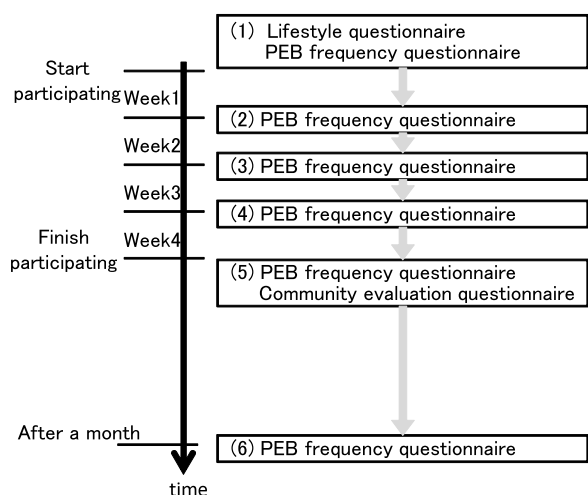 (1) Lifestyle questionnaire
PEB frequency questionnaire
Start
participating
Week1
(2) PEB frequency questionnaire
Week2
(3) PEB frequency questionnaire
Week3
(4) PEB frequency questionnaire
Finish
participating
Week4
(5) PEB frequency questionnaire
Community evaluation questionnaire
After a month
(6) PEB frequency questionnaire
time